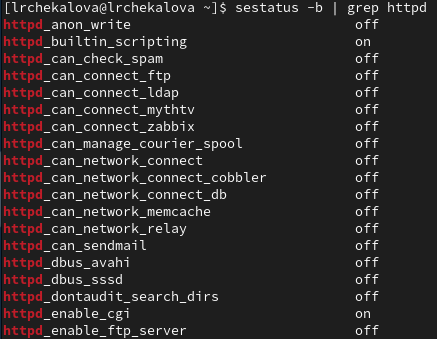 [lrchekalova@lrchekalova ~]$ sestatus -b | grep httpd
httpd_anon_write off
httpd_builtin_scripting on
httpd_can_check_spam off
httpd_can_connect_ftp off
httpd_can_connect_ldap off
httpd_can_connect_mythtv off
httpd_can_connect_zabbix off
httpd_can_manage_courier_spool off
httpd_can_network_connect off
httpd_can_network_connect_cobbler off
httpd_can_network_connect_db off
httpd_can_network_memcache off
httpd_can_network_relay off
httpd_can_sendmail off
httpd_dbus_avahi off
httpd_dbus_sssd off
httpd_dontaudit_search_dirs off
httpd_enable_cgi on
httpd_enable_ftp_server off